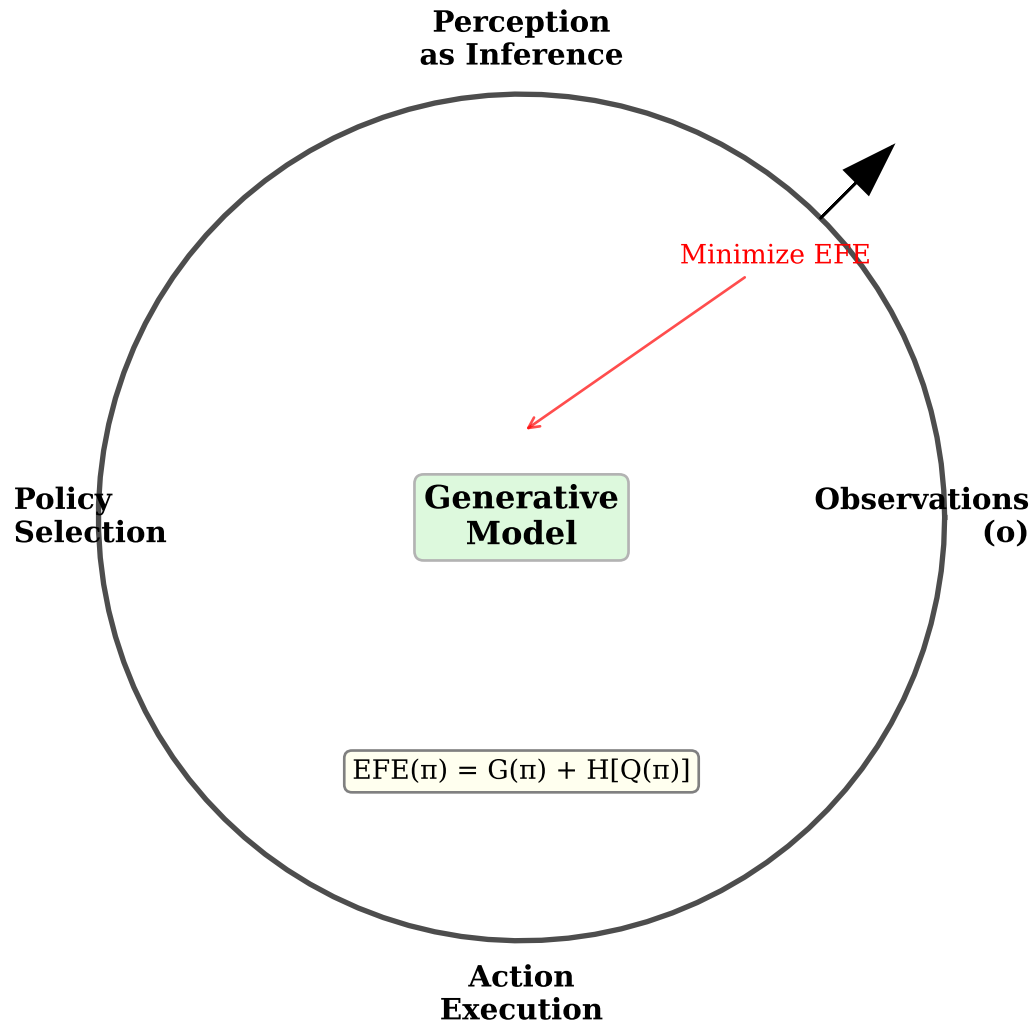 Perception
as Inference
Minimize EFE
Policy
Selection
Generative
Model
Observations
(o)
EFE(π) = G(π) + H[Q(π)]
Action
Execution